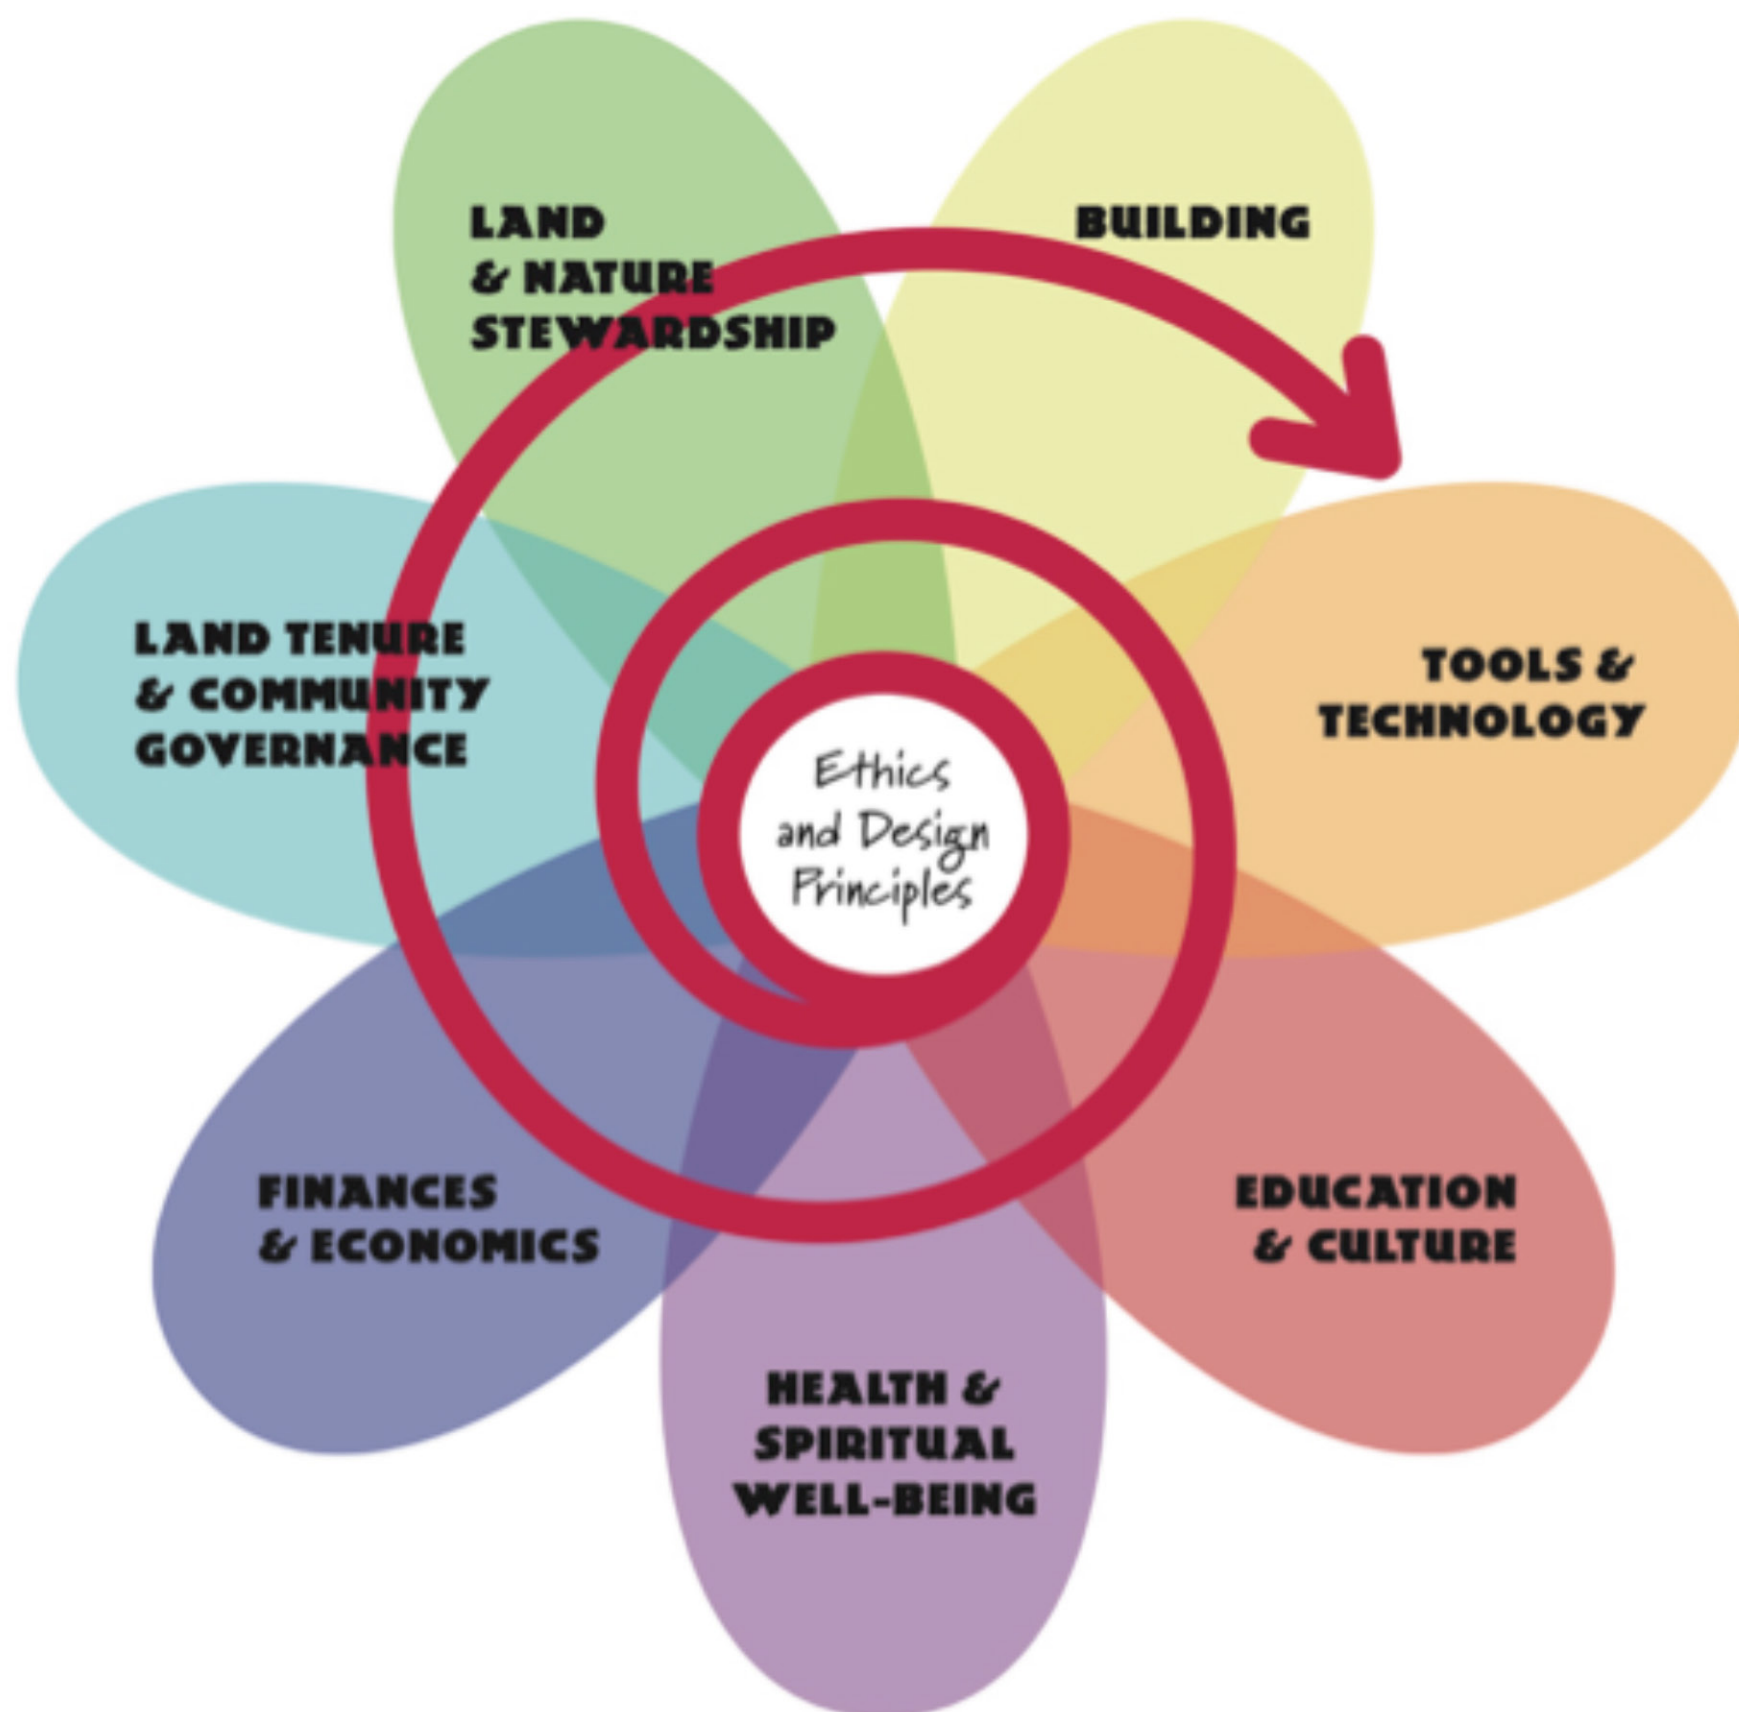 LAND
& NATURE
STEWARDSHIP
BUILDING
TOOLS &
TECHNOLOGY
EDUCATION
& CULTURE
HEALTH &
SPIRITUAL
WELL-BEING
FINANCES
& ECONOMICS
LAND TENURE
& COMMUNITY
GOVERNANCE
Ethics
and Design
Principles